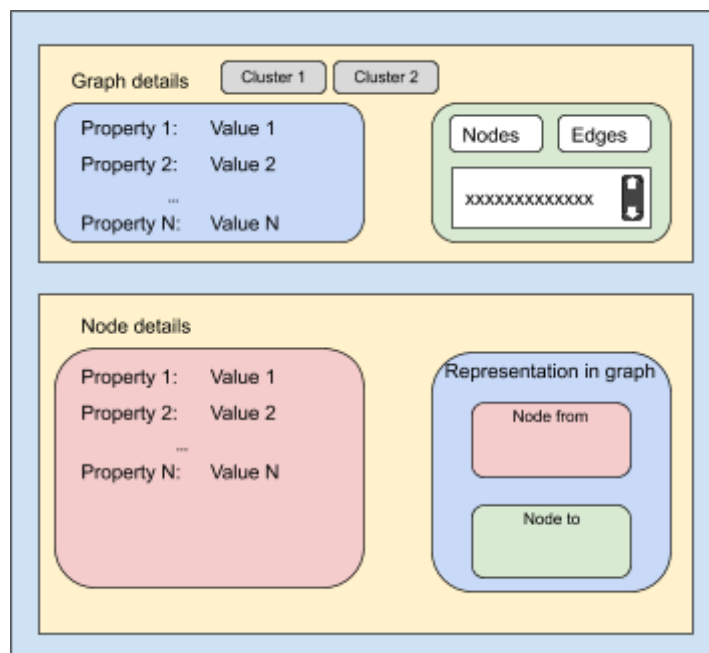 Graph details Cluster 1 Cluster 2
Property 1: Value 1
Property 2: Value 2
...
Property N: Value N
Nodes Edges
xxxxxxxxxxxxx
Node details
Property 1: Value 1
Property 2: Value 2
...
Property N: Value N
Representation in graph
Node from
Node to